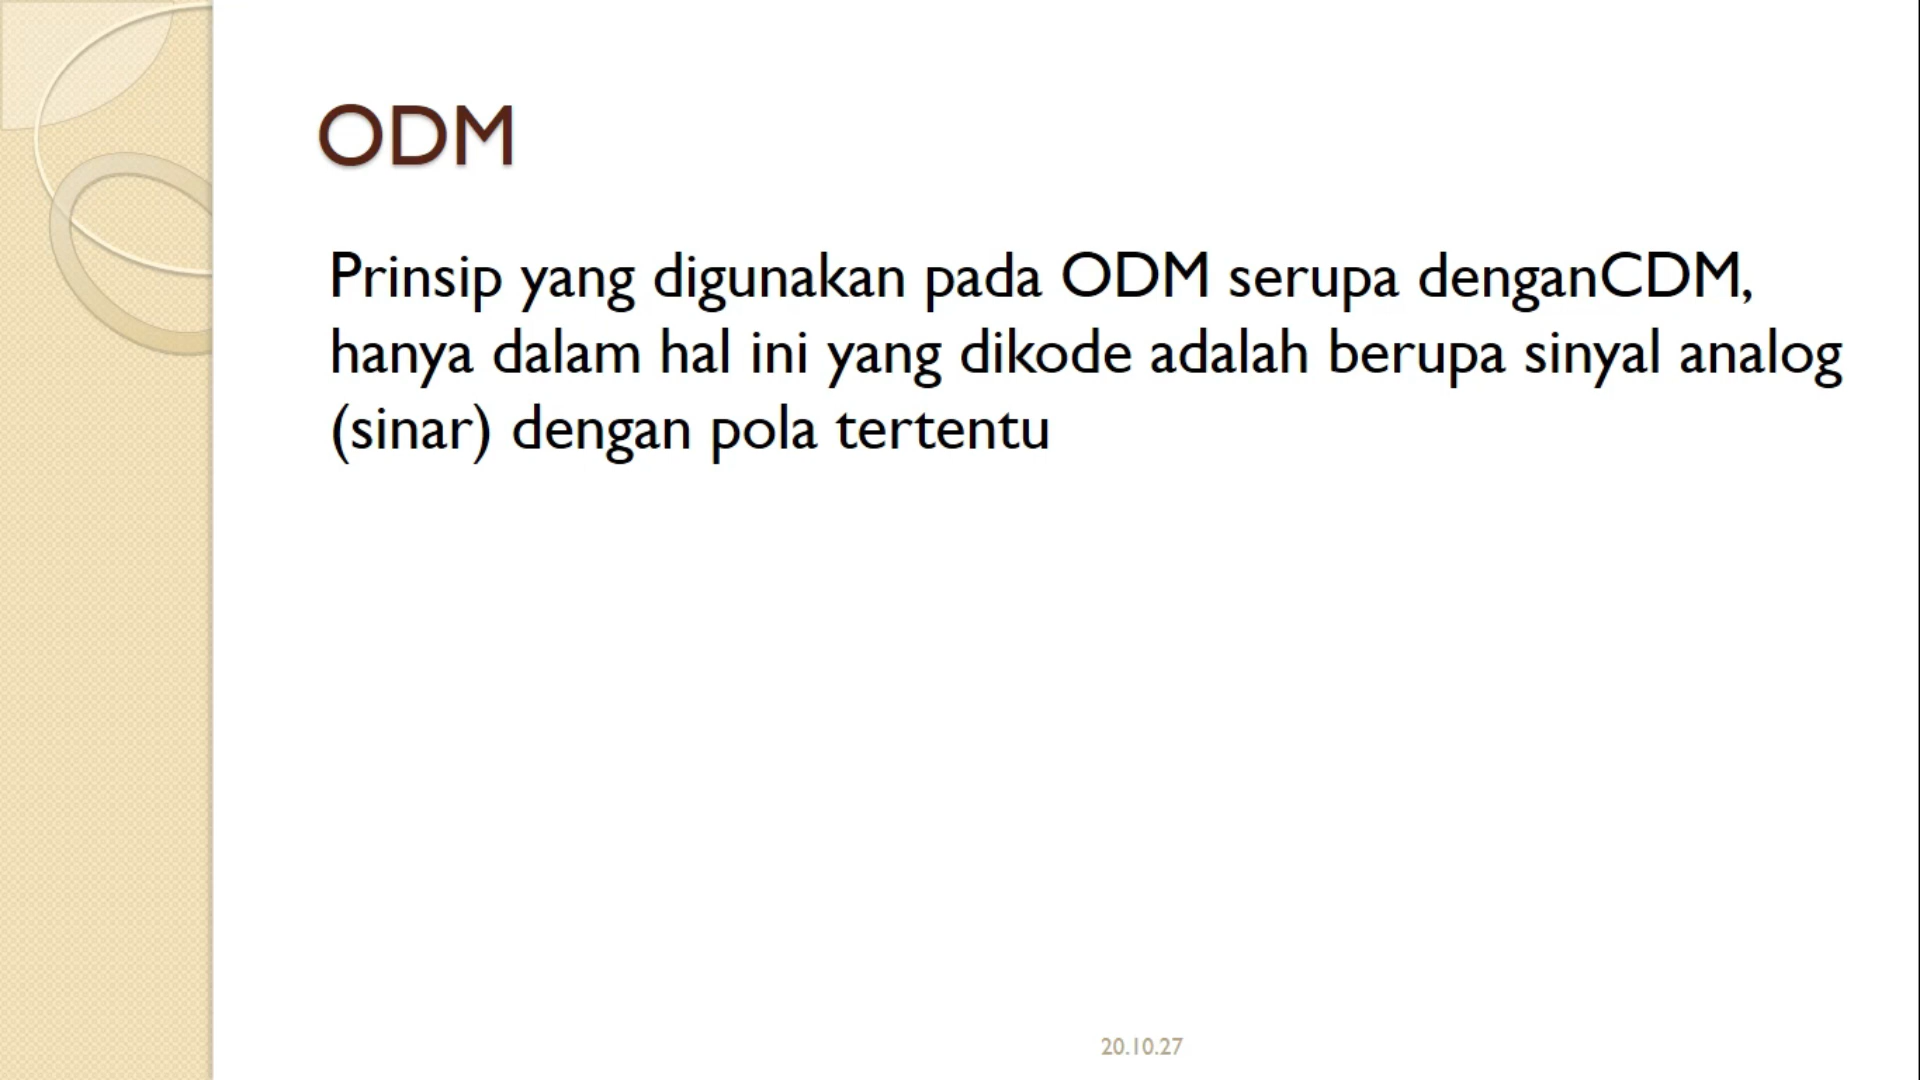 ODM
Prinsip yang digunakan pada ODM serupa denganCDM,
hanya dalam hal ini yang dikode adalah berupa sinyal analog
(sinar) dengan pola tertentu
20.10.27